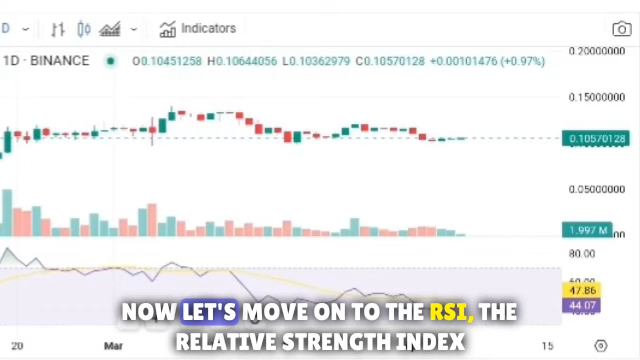 D Indicators
1D · BINANCE O0.10451258 H0.10644056 L0.10362979 C0.10570128 +0.00101476 (+0.97%)
0.20000000
0.15000000
0.10570128
0.05000000
1.997 M
80.00
47.86
44.07
NOW LET'S MOVE ON TO THE RSI, THE
RELATIVE STRENGTH INDEX
20 Mar 15